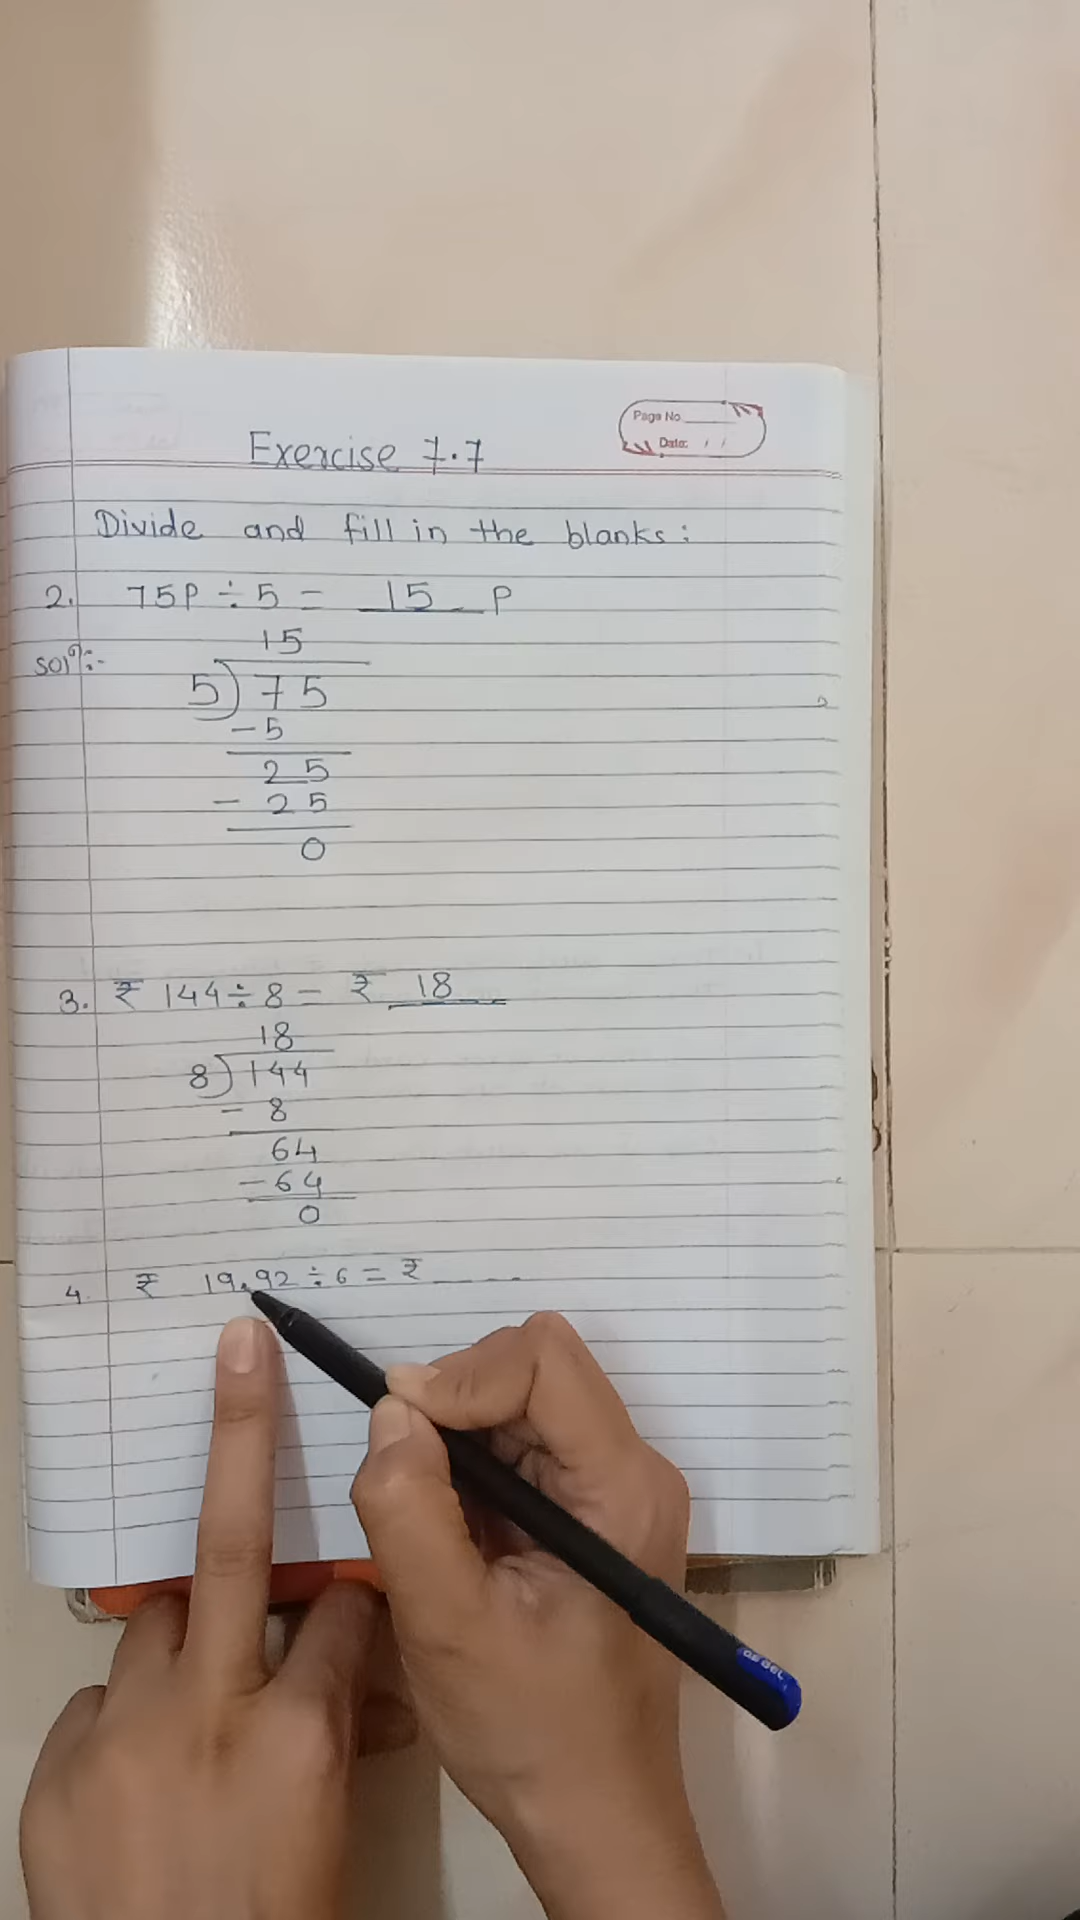 Page No.
Date: / /
Exercise 7.7
Divide and fill in the blanks:
2. 75P ÷ 5 = 15 P
15
Soln:-
5) 75
- 5
25
- 25
0
3. ₹ 144 ÷ 8 = ₹ 18
18
8) 144
- 8
64
- 64
0
4. ₹ 19.92 ÷ 6 = ₹ ____